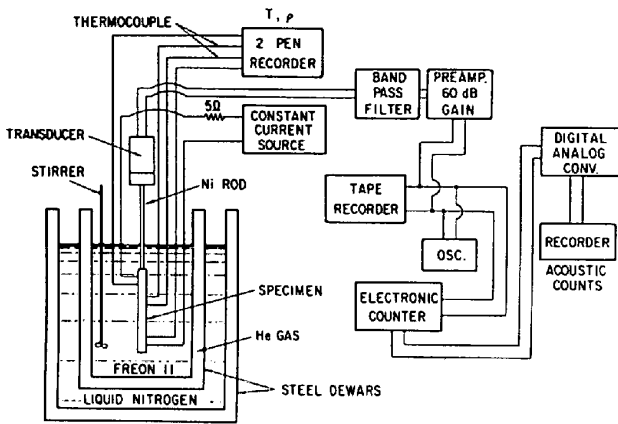 T, ρ
THERMOCOUPLE
2 PEN
RECORDER
BAND
PASS
FILTER
PREAMP.
60 dB
GAIN
5Ω
CONSTANT
CURRENT
SOURCE
TRANSDUCER
DIGITAL
ANALOG
CONV.
STIRRER
Ni ROD
TAPE
RECORDER
OSC.
RECORDER
ACOUSTIC
COUNTS
SPECIMEN
ELECTRONIC
COUNTER
He GAS
FREON 11
STEEL DEWARS
LIQUID NITROGEN